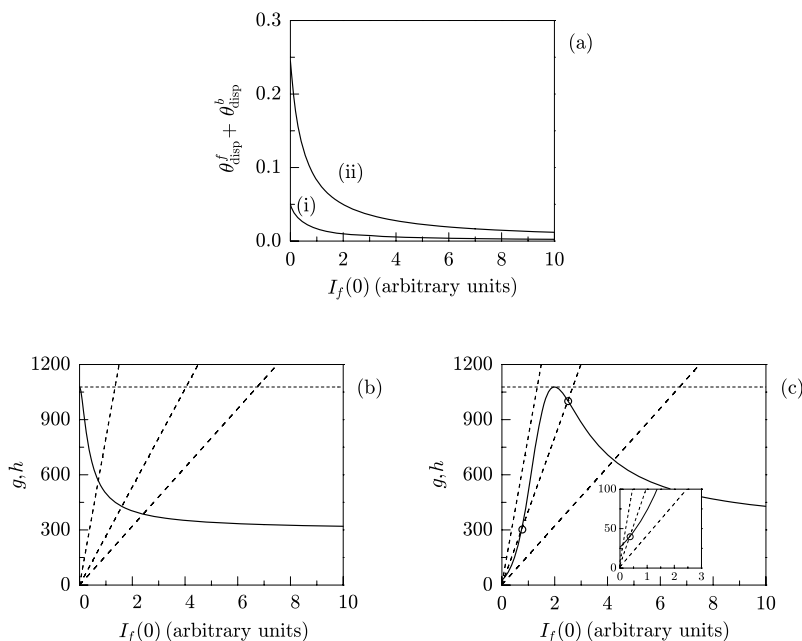 0.3
(a)
0.2
θ^f_disp + θ^b_disp
(ii)
0.1
(i)
0.0
0 2 4 6 8 10
I_f(0) (arbitrary units)
1200
(b)
900
g,h
600
300
0
0 2 4 6 8 10
I_f(0) (arbitrary units)
1200
(c)
900
g,h
600
100
50
0
0 1 2 3
300
0
0 2 4 6 8 10
I_f(0) (arbitrary units)